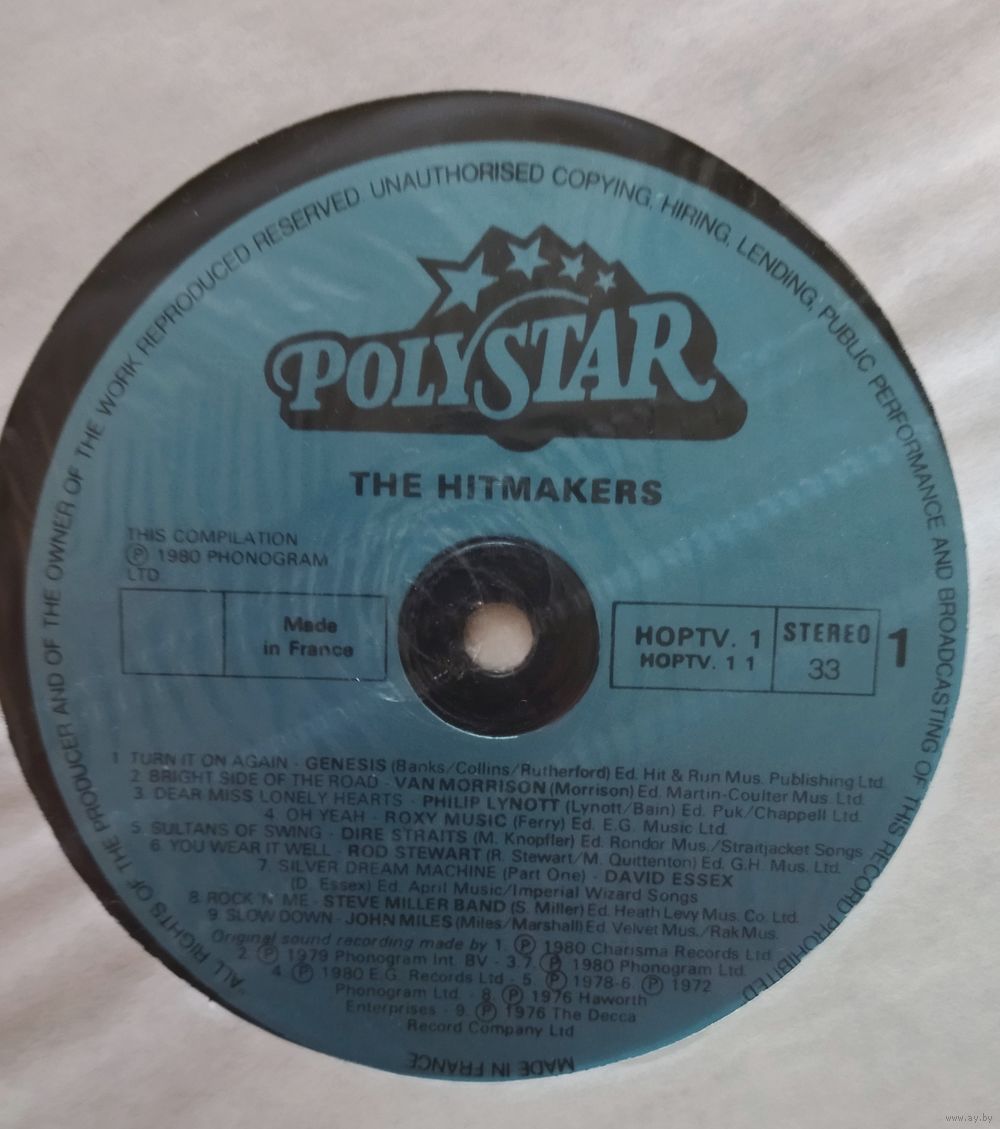 "ALL RIGHTS OF THE PRODUCER AND OF THE OWNER OF THE WORK REPRODUCED RESERVED UNAUTHORISED COPYING, HIRING, LENDING, PUBLIC PERFORMANCE AND BROADCASTING OF THIS RECORD PROHIBITED
POLYSTAR
THE HITMAKERS
THIS COMPILATION
Ⓟ 1980 PHONOGRAM
LTD.
Made
in France
HOPTV. 1
HOPTV. 1 1
STEREO
33
1
1 TURN IT ON AGAIN - GENESIS (Banks/Collins/Rutherford) Ed. Hit & Run Mus. Publishing Ltd.
2. BRIGHT SIDE OF THE ROAD - VAN MORRISON (Morrison) Ed. Martin-Coulter Mus. Ltd.
3. DEAR MISS LONELY HEARTS - PHILIP LYNOTT (Lynott/Bain) Ed. Puk/Chappell Ltd.
4. OH YEAH - ROXY MUSIC (Ferry) Ed. E.G. Music Ltd.
5. SULTANS OF SWING - DIRE STRAITS (M. Knopfler) Ed. Rondor Mus./Straitjacket Songs
6. YOU WEAR IT WELL - ROD STEWART (R. Stewart/M. Quittenton) Ed. G.H. Mus. Ltd.
7. SILVER DREAM MACHINE (Part One) - DAVID ESSEX
(D. Essex) Ed. April Music/Imperial Wizard Songs
8. ROCK 'N' ME - STEVE MILLER BAND (S. Miller) Ed. Heath Levy Mus. Co. Ltd.
9. SLOW DOWN - JOHN MILES (Miles/Marshall) Ed. Velvet Mus./Rak Mus.
Original sound recording made by 1. Ⓟ 1980 Charisma Records Ltd.
2. Ⓟ 1979 Phonogram Int. BV - 3.7. Ⓟ 1980 Phonogram Ltd.
4. Ⓟ 1980 E.G. Records Ltd - 5. Ⓟ 1978-6. Ⓟ 1972
Phonogram Ltd. - 8. Ⓟ 1976 Haworth
Enterprises - 9. Ⓟ 1976 The Decca
Record Company Ltd
MADE IN FRANCE
www.ay.by